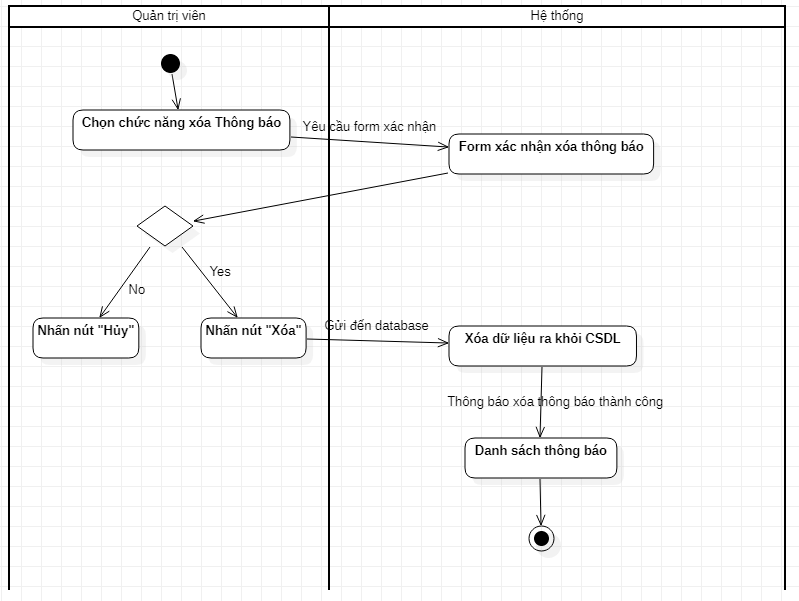 Quản trị viên
Hệ thống
Chọn chức năng xóa Thông báo
Yêu cầu form xác nhận
Form xác nhận xóa thông báo
Yes
No
Nhấn nút "Hủy"
Nhấn nút "Xóa"
Gửi đến database
Xóa dữ liệu ra khỏi CSDL
Thông báo xóa thông báo thành công
Danh sách thông báo